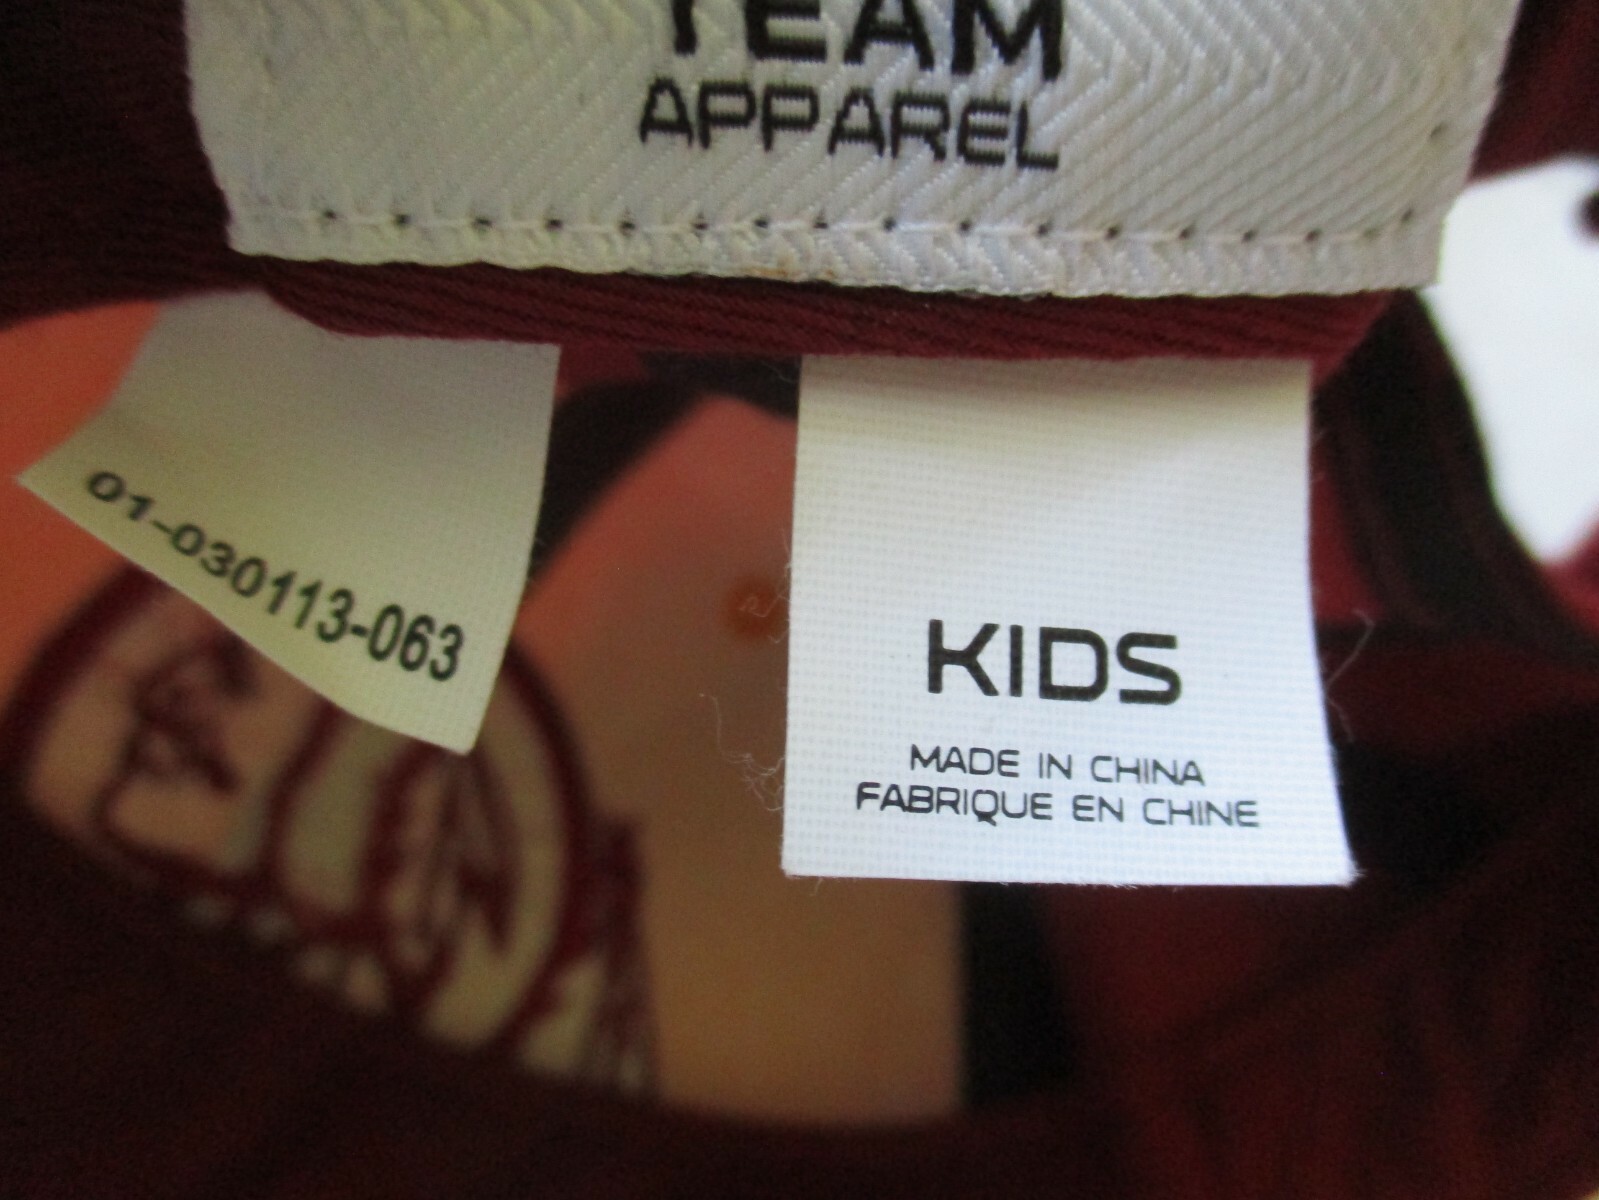 TEAM
APPAREL
01-030113-063
KIDS
MADE IN CHINA
FABRIQUE EN CHINE